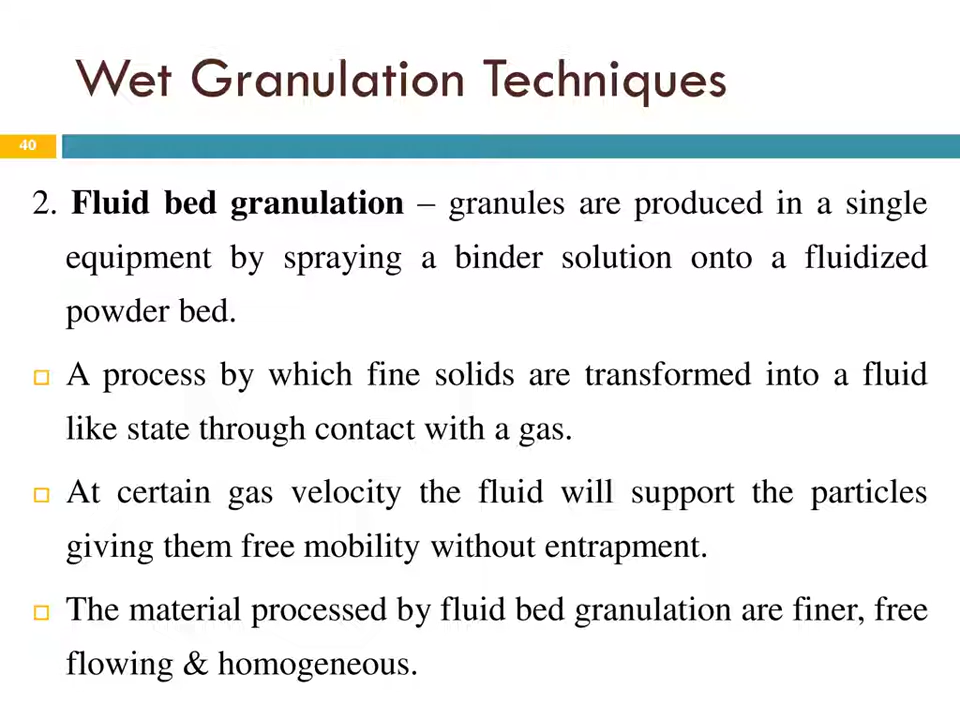 Wet Granulation Techniques
40
2. Fluid bed granulation – granules are produced in a single
equipment by spraying a binder solution onto a fluidized
powder bed.
A process by which fine solids are transformed into a fluid
like state through contact with a gas.
At certain gas velocity the fluid will support the particles
giving them free mobility without entrapment.
The material processed by fluid bed granulation are finer, free
flowing & homogeneous.